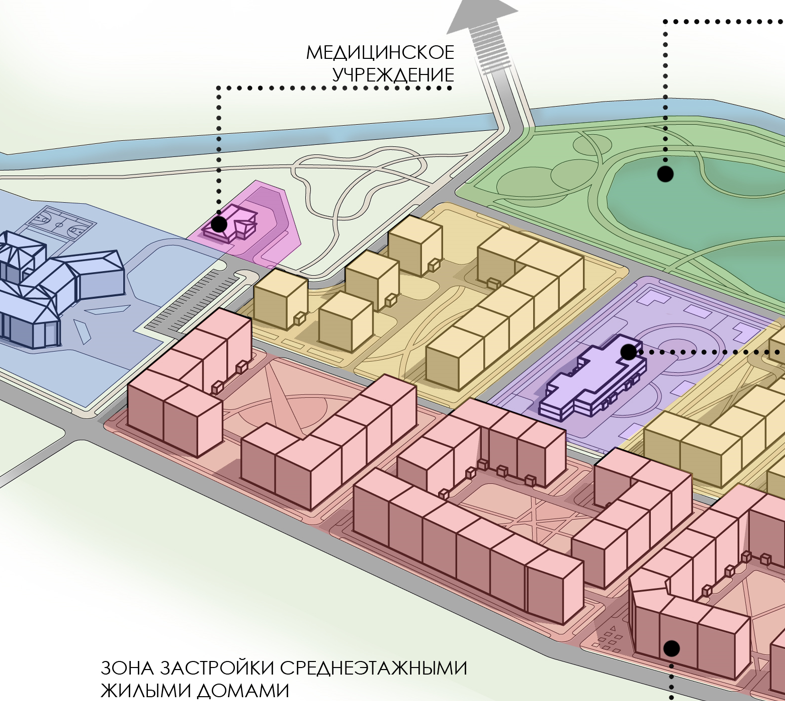 МЕДИЦИНСКОЕ
УЧРЕЖДЕНИЕ
ЗОНА ЗАСТРОЙКИ СРЕДНЕЭТАЖНЫМИ
ЖИЛЫМИ ДОМАМИ